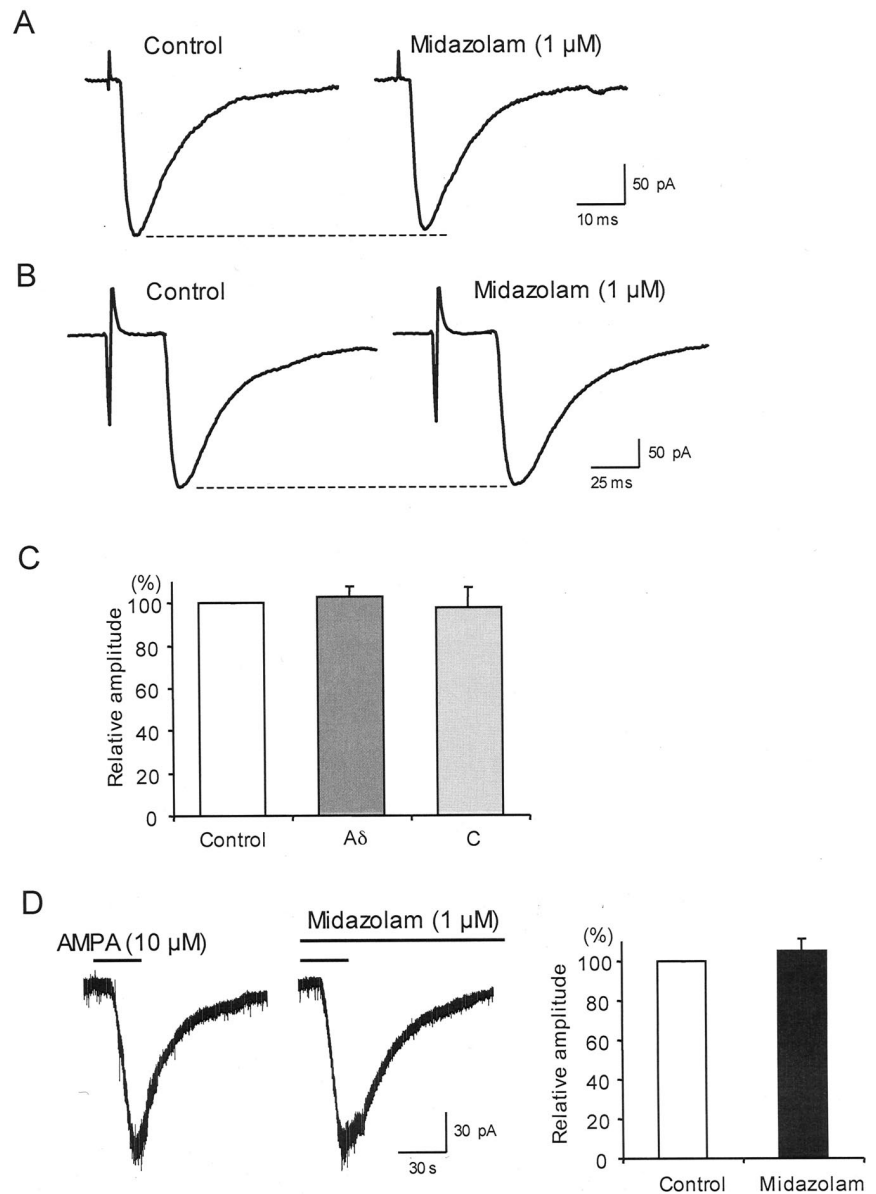 A
Control
Midazolam (1 µM)
50 pA
10 ms
B
Control
Midazolam (1 µM)
50 pA
25 ms
C
(%)
Relative amplitude
100
80
60
40
20
0
Control
Aδ
C
D
AMPA (10 µM)
Midazolam (1 µM)
30 pA
30 s
(%)
Relative amplitude
100
80
60
40
20
0
Control
Midazolam